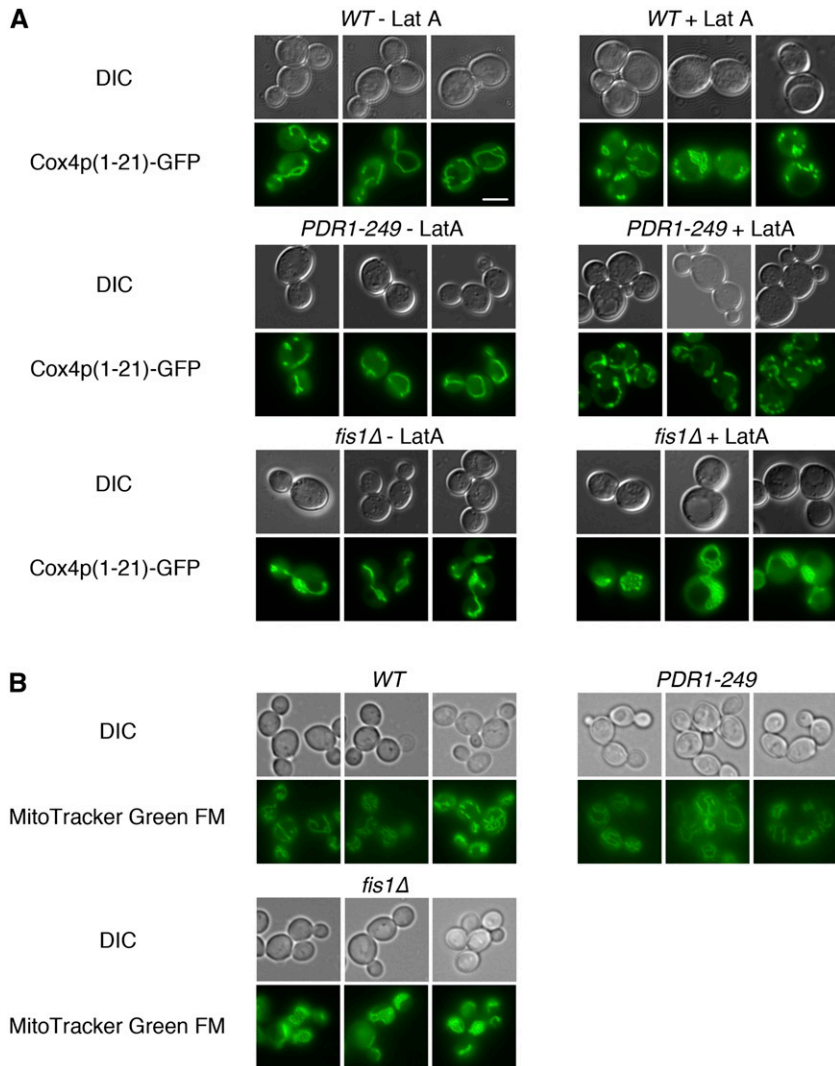 A
WT - Lat A
WT + Lat A
DIC
Cox4p(1-21)-GFP
PDR1-249 - LatA
PDR1-249 + LatA
DIC
Cox4p(1-21)-GFP
fis1Δ - LatA
fis1Δ + LatA
DIC
Cox4p(1-21)-GFP
B
WT
PDR1-249
DIC
MitoTracker Green FM
fis1Δ
DIC
MitoTracker Green FM